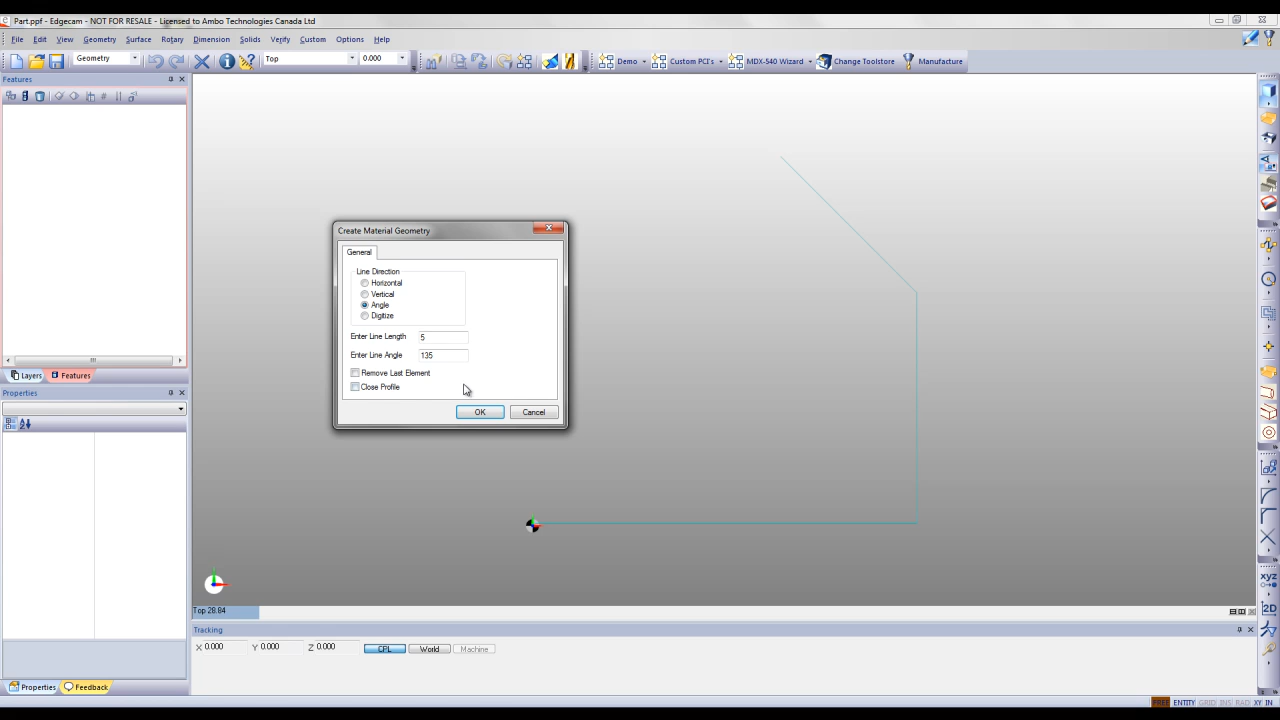 Part.ppf - Edgecam - NOT FOR RESALE - Licensed to Ambo Technologies Canada Ltd
File Edit View Geometry Surface Rotary Dimension Solids Verify Custom Options Help
Geometry Top 0.000 Demo Custom PCI's MDX-540 Wizard Change Toolstore Manufacture
Features
Create Material Geometry
General
Line Direction
Horizontal
Vertical
Angle
Digitize
Enter Line Length 5
Enter Line Angle 135
Remove Last Element
Close Profile
OK Cancel
Layers Features
Properties
Top 28.84
Tracking
X 0.000 Y 0.000 Z 0.000 CPL World Machine
Properties Feedback
FREE ENTITY GRID INS RAD XY IN
xyz
2D